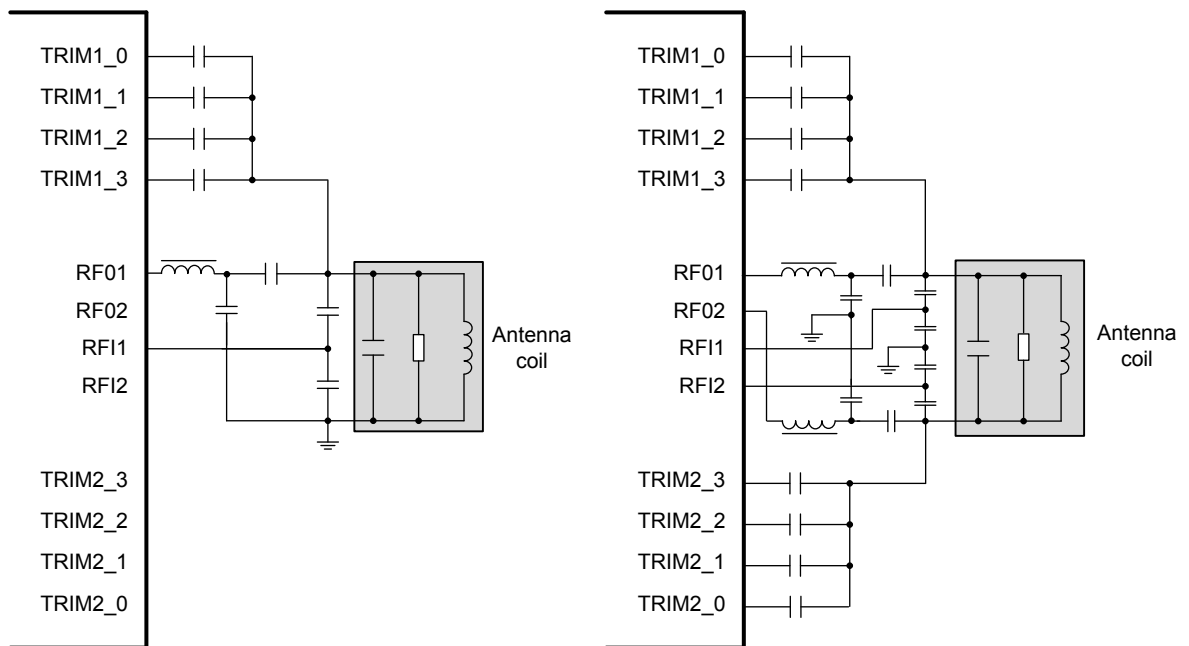 TRIM1_0
TRIM1_1
TRIM1_2
TRIM1_3
RF01
RF02
RFI1
RFI2
TRIM2_3
TRIM2_2
TRIM2_1
TRIM2_0
Antenna
coil
TRIM1_0
TRIM1_1
TRIM1_2
TRIM1_3
RF01
RF02
RFI1
RFI2
TRIM2_3
TRIM2_2
TRIM2_1
TRIM2_0
Antenna
coil